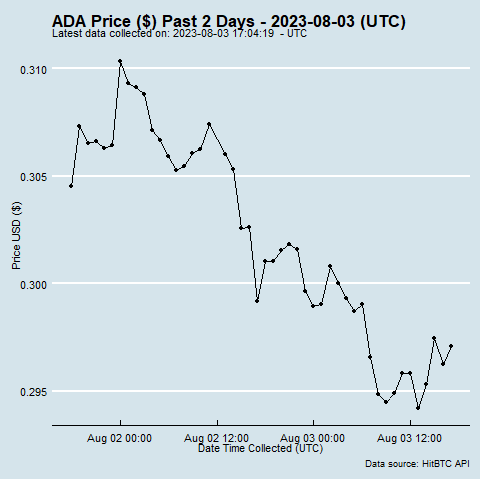 ADA Price ($) Past 2 Days - 2023-08-03 (UTC)
Latest data collected on: 2023-08-03 17:04:19  - UTC
0.310
0.305
0.300
0.295
Price USD ($)
Aug 02 00:00 Aug 02 12:00 Aug 03 00:00 Aug 03 12:00
Date Time Collected (UTC)
Data source: HitBTC API